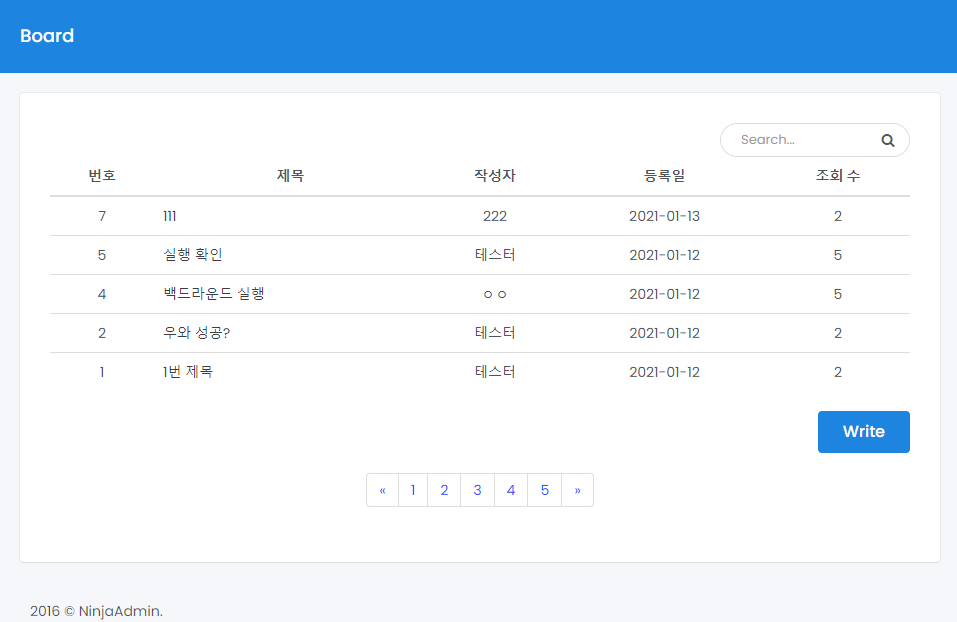 Board
Search...
번호 제목 작성자 등록일 조회 수
7 111 222 2021-01-13 2
5 실행 확인 테스터 2021-01-12 5
4 백드라운드 실행 ㅇㅇ 2021-01-12 5
2 우와 성공? 테스터 2021-01-12 2
1 1번 제목 테스터 2021-01-12 2
Write
« 1 2 3 4 5 »
2016 © NinjaAdmin.